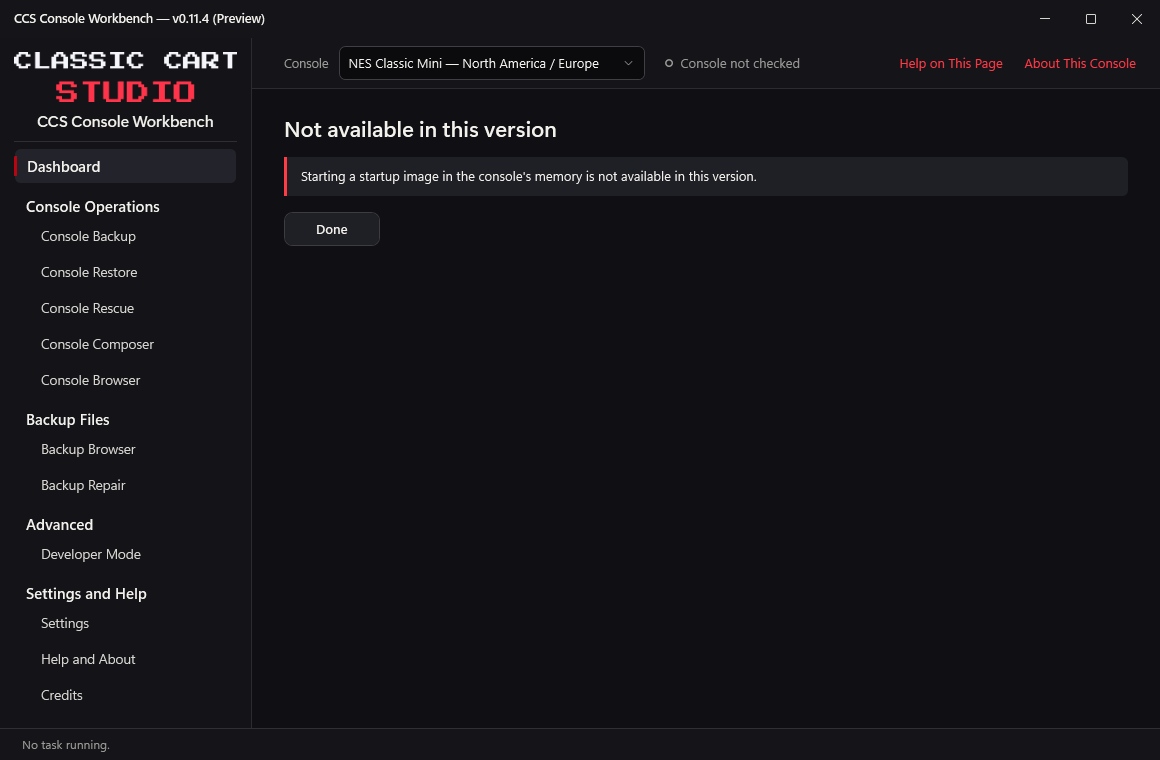 CCS Console Workbench — v0.11.4 (Preview)
CLASSIC CART
STUDIO
CCS Console Workbench
Dashboard
Console Operations
Console Backup
Console Restore
Console Rescue
Console Composer
Console Browser
Backup Files
Backup Browser
Backup Repair
Advanced
Developer Mode
Settings and Help
Settings
Help and About
Credits
Console NES Classic Mini — North America / Europe Console not checked Help on This Page About This Console
Not available in this version
Starting a startup image in the console's memory is not available in this version.
Done
No task running.